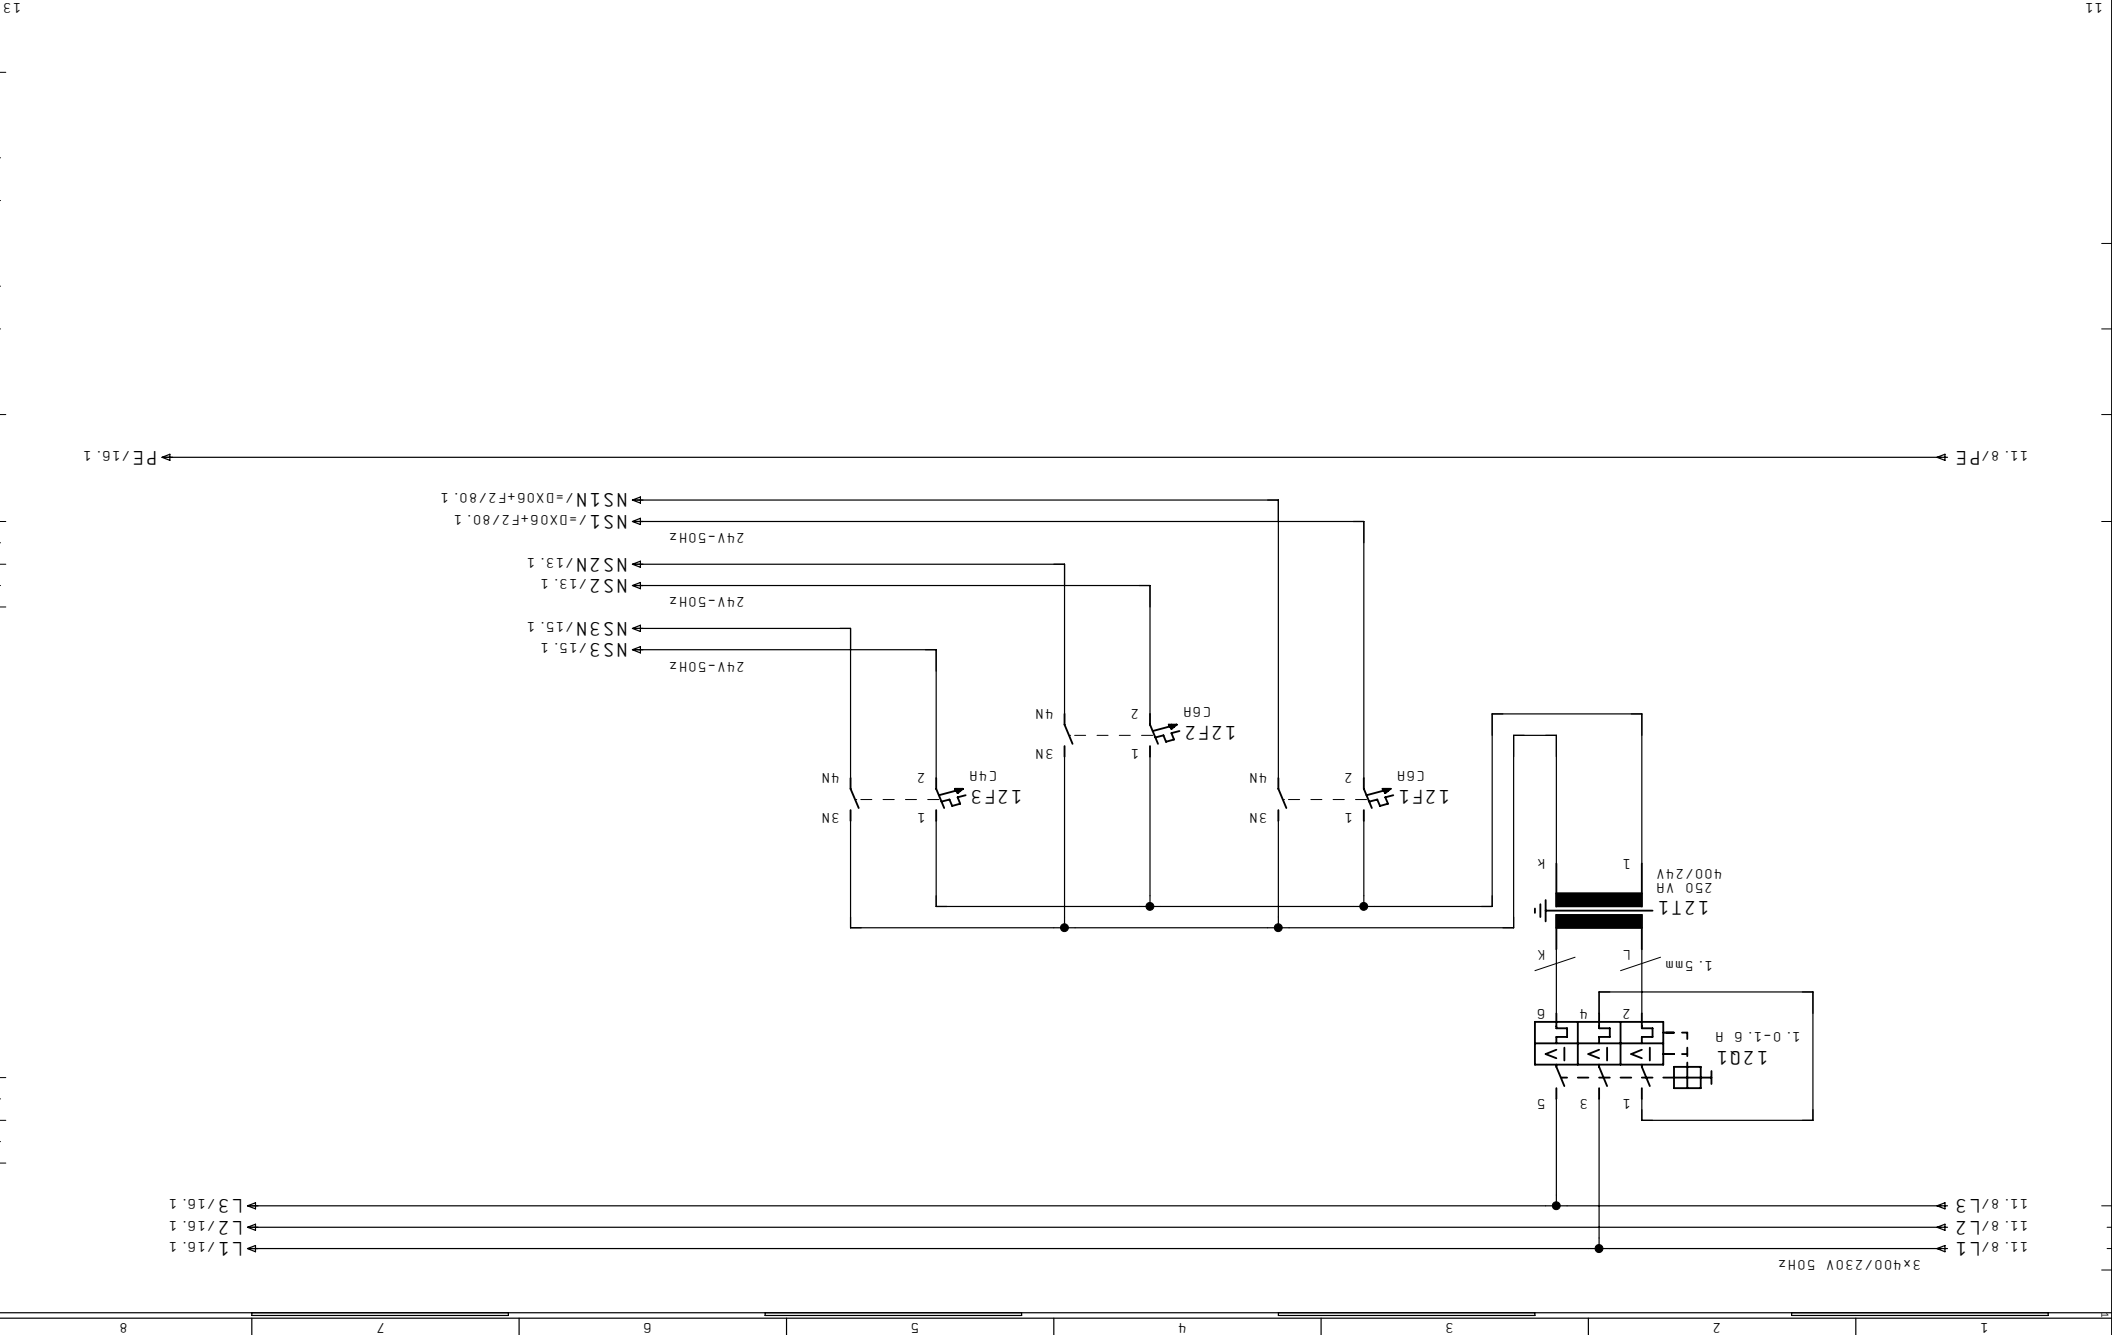 1 2 3 4 5 6 7 8
3x400/230V 50Hz
11.8/L1 L1/16.1
11.8/L2 L2/16.1
11.8/L3 L3/16.1
1 3 5
12Q1
1.0-1.6 A
I> I> I>
2 4 6
1.5mm
L K
12T1
250 VA
400/24V
1 k
1 3N
12F1
C6A
2 4N
1 3N
12F2
C6A
2 4N
1 3N
12F3
C4A
2 4N
24V-50Hz
NS3/15.1
NS3N/15.1
24V-50Hz
NS2/13.1
NS2N/13.1
24V-50Hz
NS1/=DX06+F2/80.1
NS1N/=DX06+F2/80.1
11.8/PE PE/16.1
11 13